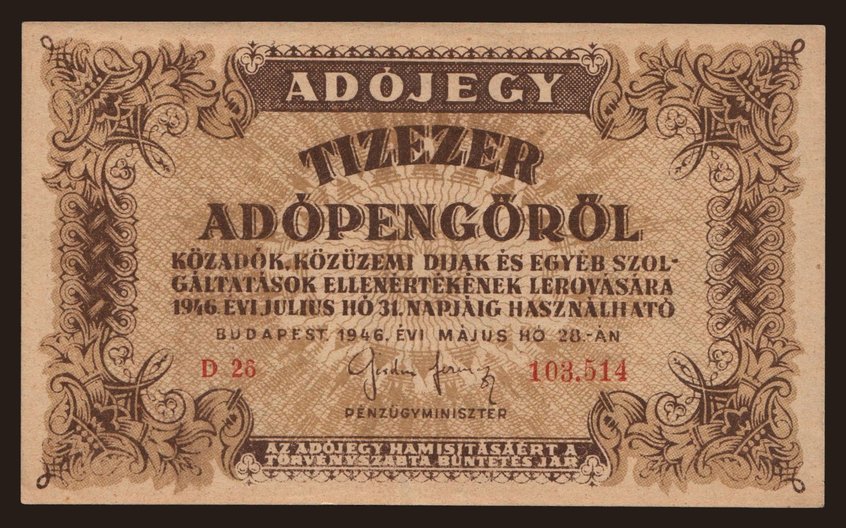 ADÓJEGY
TIZEZER
ADÓPENGŐRŐL
KÖZADÓK, KÖZÜZEMI DIJAK ÉS EGYÉB SZOL-
GÁLTATÁSOK ELLENÉRTÉKÉNEK LEROVÁSÁRA
1946. ÉVI JULIUS HÓ 31. NAPJÁIG HASZNÁLHATÓ
BUDAPEST, 1946. ÉVI MÁJUS HÓ 28.-ÁN
D 26 103.514
PÉNZÜGYMINISZTER
AZ ADÓJEGY HAMISITÁSÁÉRT A
TÖRVÉNYSZABTA BÜNTETÉS JÁR